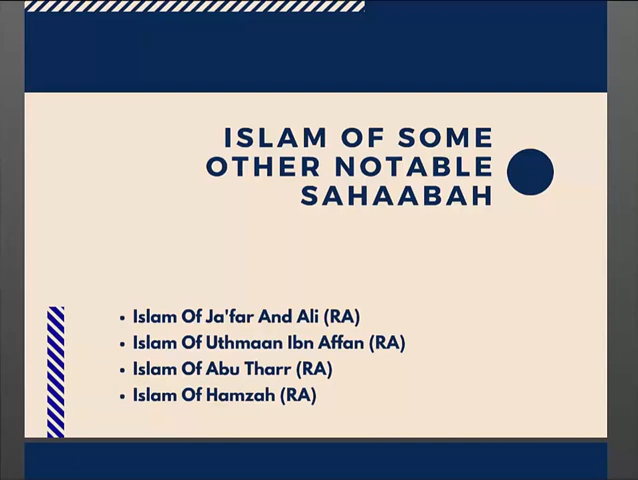 ISLAM OF SOME
OTHER NOTABLE
SAHAABAH
• Islam Of Ja'far And Ali (RA)
• Islam Of Uthmaan Ibn Affan (RA)
• Islam Of Abu Tharr (RA)
• Islam Of Hamzah (RA)